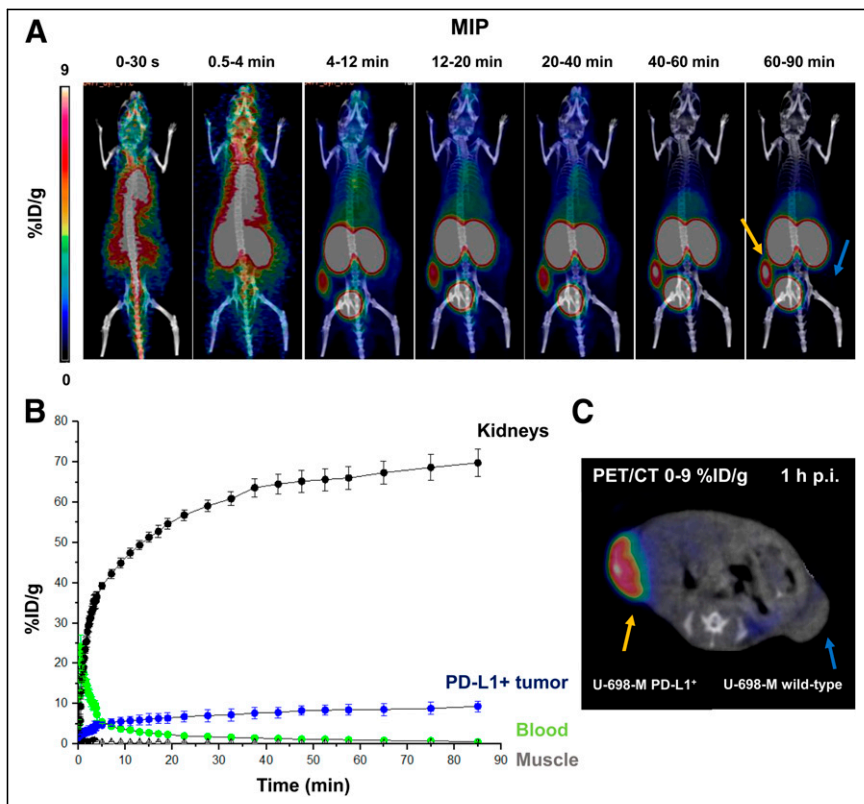 A
MIP
0-30 s 0.5-4 min 4-12 min 12-20 min 20-40 min 40-60 min 60-90 min
9
%ID/g
0
B
80
70
60
50
40
30
20
10
0
%ID/g
Kidneys
PD-L1+ tumor
Blood
Muscle
0 10 20 30 40 50 60 70 80 90
Time (min)
C
PET/CT 0-9 %ID/g 1 h p.i.
U-698-M PD-L1⁺ U-698-M wild-type